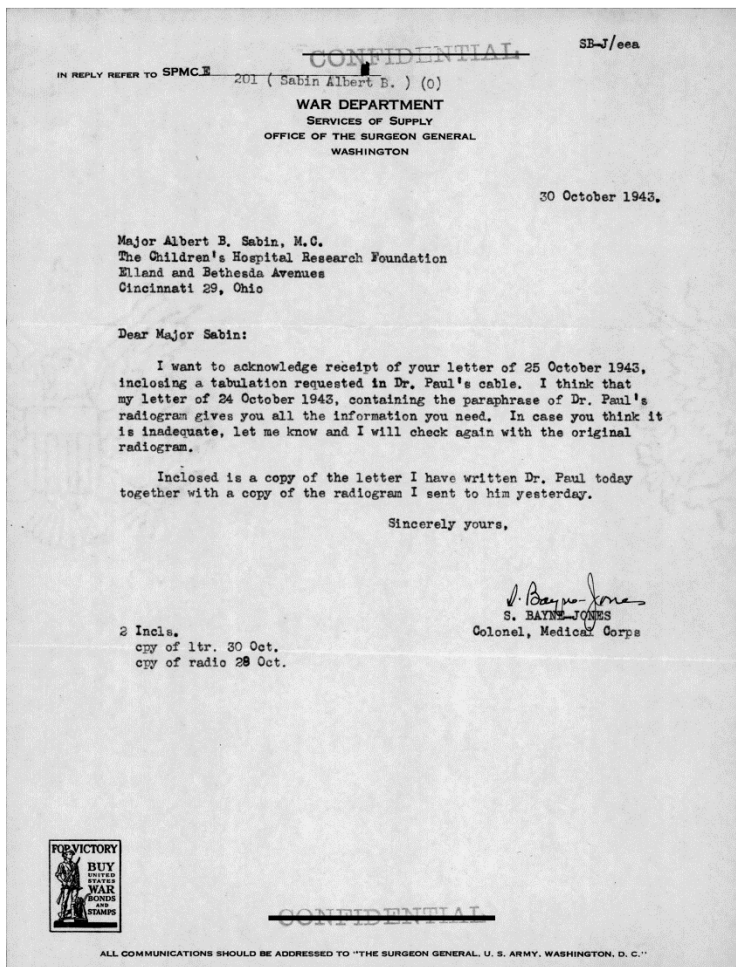 CONFIDENTIAL
SB-J/eea
IN REPLY REFER TO SPMCE
201 ( Sabin Albert B. ) (0)
WAR DEPARTMENT
SERVICES OF SUPPLY
OFFICE OF THE SURGEON GENERAL
WASHINGTON
30 October 1943.
Major Albert B. Sabin, M.C.
The Children's Hospital Research Foundation
Elland and Bethesda Avenues
Cincinnati 29, Ohio
Dear Major Sabin:
I want to acknowledge receipt of your letter of 25 October 1943,
inclosing a tabulation requested in Dr. Paul's cable. I think that
my letter of 24 October 1943, containing the paraphrase of Dr. Paul's
radiogram gives you all the information you need. In case you think it
is inadequate, let me know and I will check again with the original
radiogram.
Inclosed is a copy of the letter I have written Dr. Paul today
together with a copy of the radiogram I sent to him yesterday.
Sincerely yours,
S. Bayne-Jones
S. BAYNE-JONES
Colonel, Medical Corps
2 Incls.
cpy of ltr. 30 Oct.
cpy of radio 28 Oct.
FOR VICTORY
BUY
UNITED
STATES
WAR
BONDS
AND
STAMPS
CONFIDENTIAL
ALL COMMUNICATIONS SHOULD BE ADDRESSED TO "THE SURGEON GENERAL, U. S. ARMY, WASHINGTON, D. C."